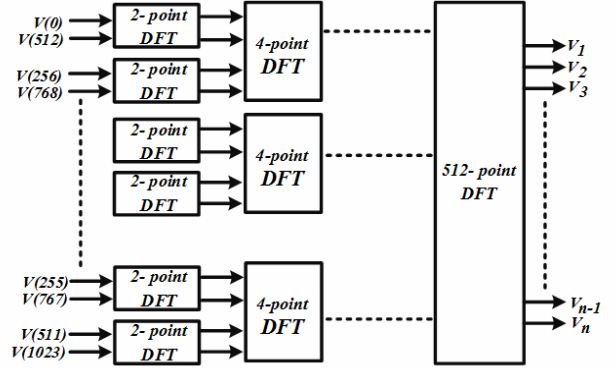 V(0)
V(512)
2- point
DFT
4-point
DFT
V(256)
V(768)
2- point
DFT
2- point
DFT
4-point
DFT
2- point
DFT
512- point
DFT
V1
V2
V3
V(255)
V(767)
2- point
DFT
4-point
DFT
V(511)
V(1023)
2- point
DFT
Vn-1
Vn